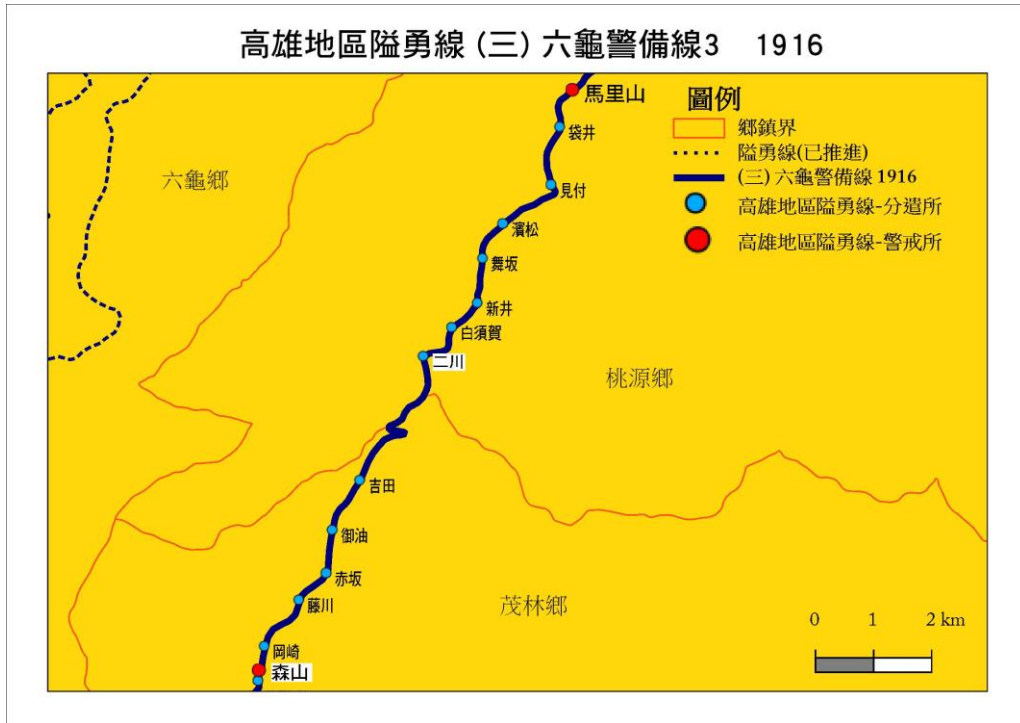 高雄地區隘勇線 (三) 六龜警備線3 1916
馬里山
圖例
袋井
鄉鎮界
隘勇線(已推進)
六龜鄉
(三) 六龜警備線 1916
見付
高雄地區隘勇線-分遣所
濱松
高雄地區隘勇線-警戒所
舞坂
新井
白須賀
二川
桃源鄉
吉田
御油
赤坂
藤川
茂林鄉
0 1 2 km
岡崎
森山